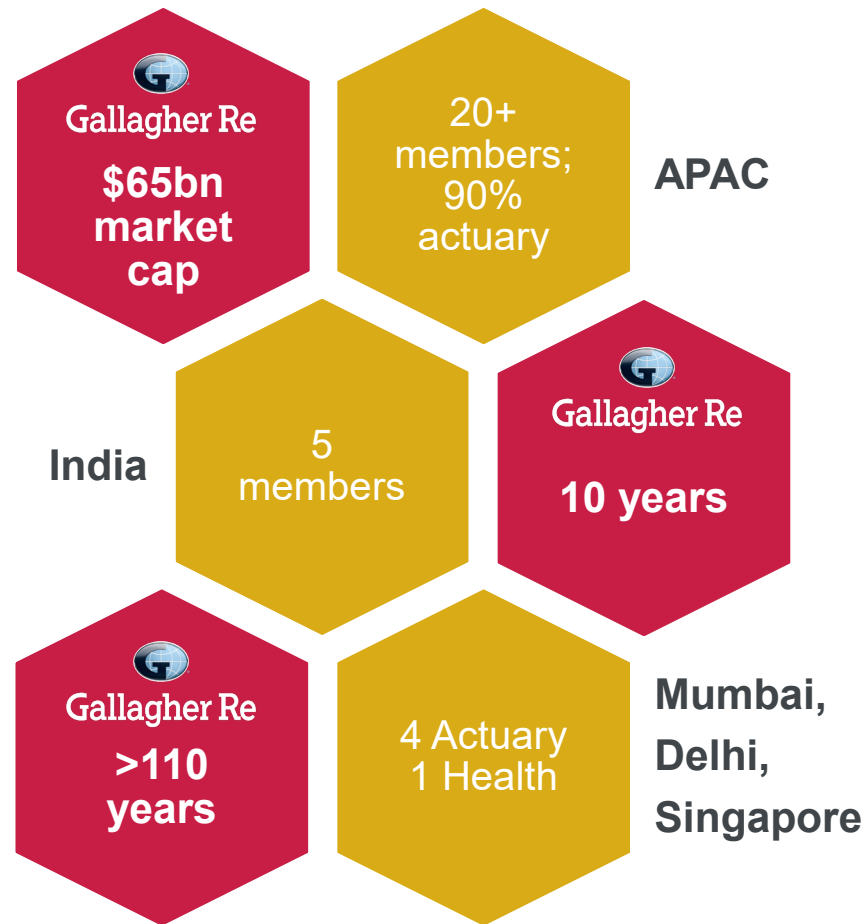 Gallagher Re
$65bn
market
cap
20+
members;
90%
actuary
APAC
India
5
members
Gallagher Re
10 years
Gallagher Re
>110
years
4 Actuary
1 Health
Mumbai,
Delhi,
Singapore